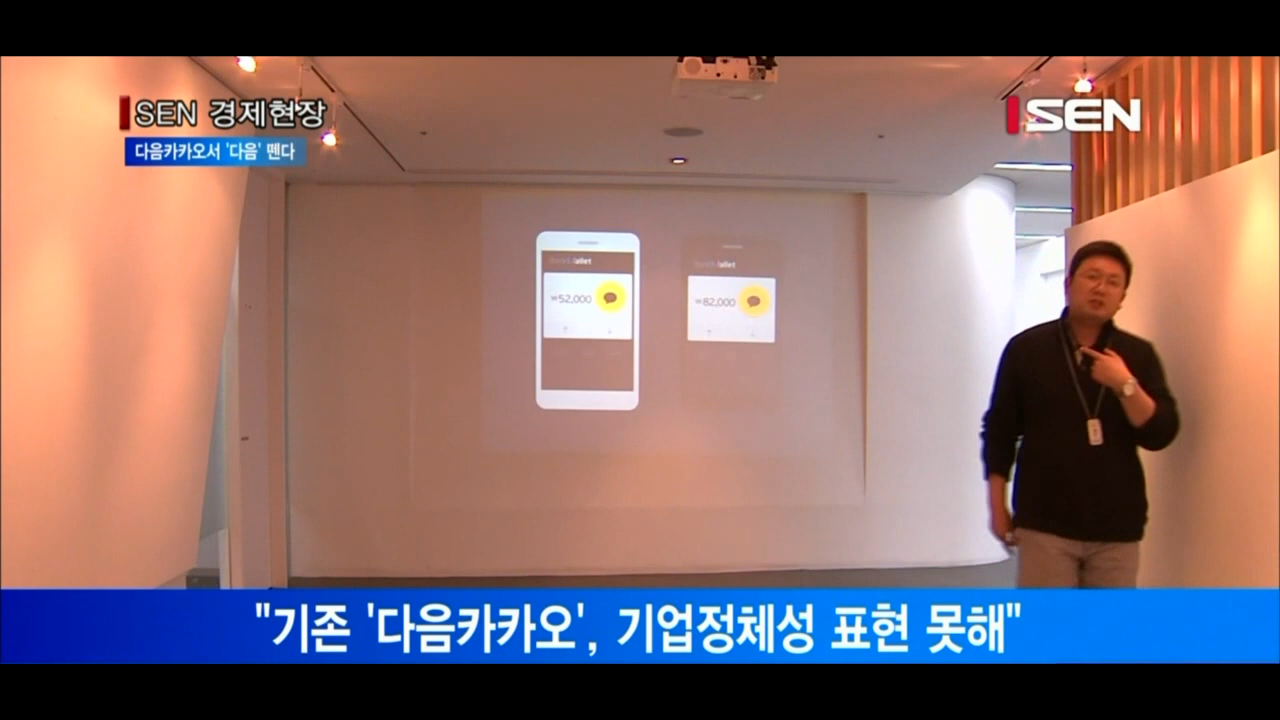 SEN 경제현장
SEN
다음카카오서 '다음' 뗀다
₩52,000
₩82,000
"기존 '다음카카오', 기업정체성 표현 못해"